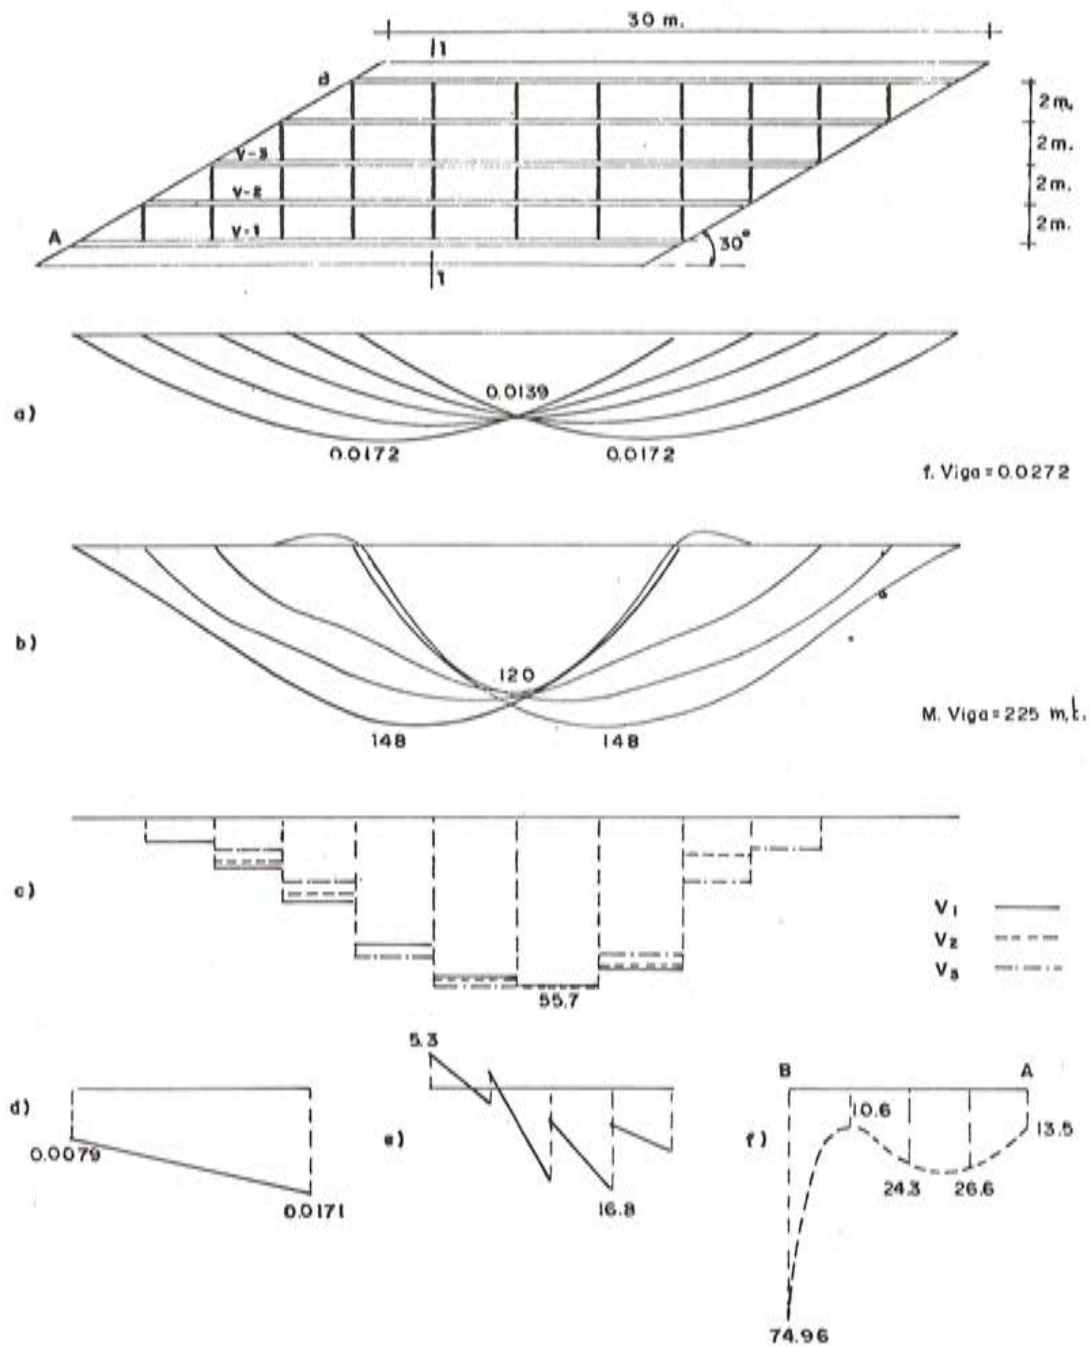 30 m.
1
B
2 m.
2 m.
V-3
2 m.
V-2
2 m.
V-1
A
30°
1
a)
0.0139
0.0172
0.0172
f. Viga=0.0272
b)
120
148
148
M. Viga=225 m.t.
c)
V1
V2
V3
55.7
5.3
B
A
d)
0.0079
0.0171
e)
16.8
f)
10.6
13.5
24.3
26.6
74.96